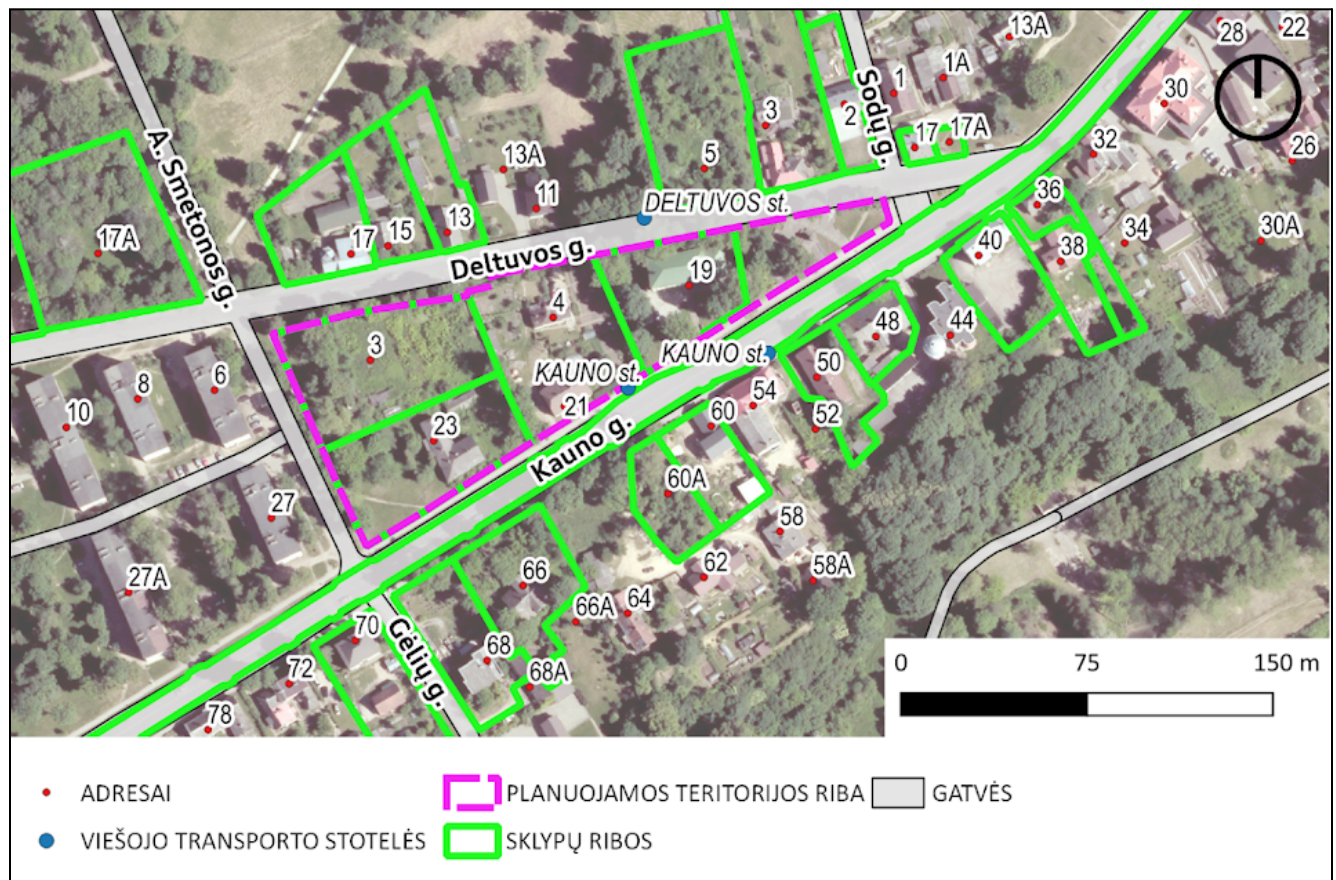 13A
28
22
1
1A
30
A. Smetonos g.
Sodų g.
2
3
17
17A
32
26
13A
5
36
11
DELTUVOS st.
13
15
17
17A
34
30A
40
38
Deltuvos g.
19
4
3
48
44
KAUNO st.
KAUNO st.
50
6
8
10
21
54
52
60
23
Kauno g.
60A
27
58
27A
62
58A
66
64
66A
70
Gėlių g.
68
68A
72
78
0 75 150 m
ADRESAI
PLANUOJAMOS TERITORIJOS RIBA
GATVĖS
VIEŠOJO TRANSPORTO STOTELĖS
SKLYPŲ RIBOS